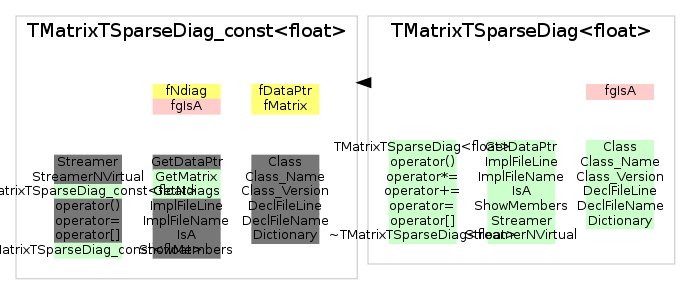 TMatrixTSparseDiag_const<float>
fNdiag
fDataPtr
fgIsA
fMatrix
Streamer
GetDataPtr
Class
StreamerNVirtual
GetMatrix
Class_Name
atrixTSparseDiag_const<float>
GetNdiags
Class_Version
operator()
ImplFileLine
DeclFileLine
operator=
ImplFileName
DeclFileName
operator[]
IsA
Dictionary
MatrixTSparseDiag_const<float>
ShowMembers
TMatrixTSparseDiag<float>
fgIsA
TMatrixTSparseDiag<float>
GetDataPtr
Class
operator()
ImplFileLine
Class_Name
operator*=
ImplFileName
Class_Version
operator+=
IsA
DeclFileLine
operator=
ShowMembers
DeclFileName
operator[]
Streamer
Dictionary
~TMatrixTSparseDiag<float>
StreamerNVirtual